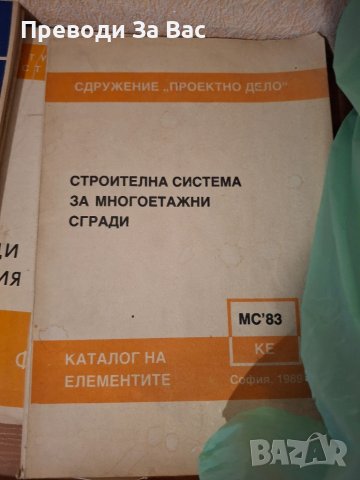 Преводи За Вас
СДРУЖЕНИЕ „ПРОЕКТНО ДЕЛО"
СТРОИТЕЛНА СИСТЕМА
ЗА МНОГОЕТАЖНИ
СГРАДИ
МС'83
КЕ
КАТАЛОГ НА
ЕЛЕМЕНТИТЕ
София, 1989
BAZAR